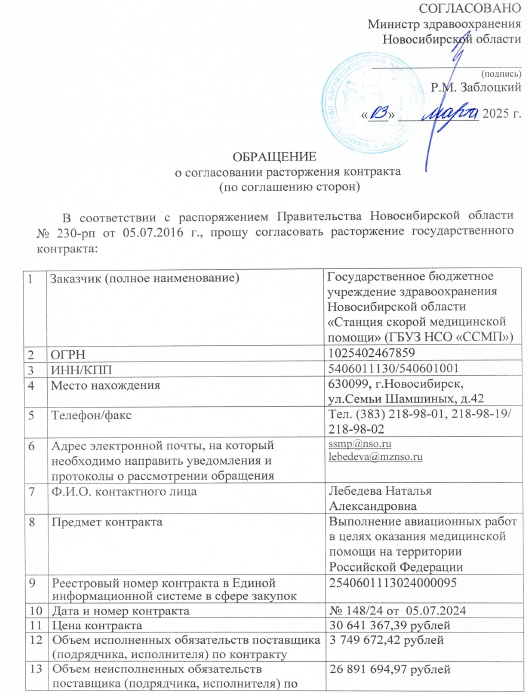 СОГЛАСОВАНО
Министр здравоохранения
Новосибирской области
(подпись)
Р.М. Заблоцкий
« 03 » марта 2025 г.
ОБРАЩЕНИЕ
о согласовании расторжения контракта
(по соглашению сторон)
В соответствии с распоряжением Правительства Новосибирской области
№ 230-рп от 05.07.2016 г., прошу согласовать расторжение государственного
контракта:
1 Заказчик (полное наименование) Государственное бюджетное
учреждение здравоохранения
Новосибирской области
«Станция скорой медицинской
помощи» (ГБУЗ НСО «ССМП»)
2 ОГРН 1025402467859
3 ИНН/КПП 5406011130/540601001
4 Место нахождения 630099, г.Новосибирск,
ул.Семьи Шамшиных, д.42
5 Телефон/факс Тел. (383) 218-98-01, 218-98-19/
218-98-02
6 Адрес электронной почты, на который ssmp@nso.ru
необходимо направить уведомления и lebedeva@mznso.ru
протоколы о рассмотрении обращения
7 Ф.И.О. контактного лица Лебедева Наталья
Александровна
8 Предмет контракта Выполнение авиационных работ
в целях оказания медицинской
помощи на территории
Российской Федерации
9 Реестровый номер контракта в Единой 2540601113024000095
информационной системе в сфере закупок
10 Дата и номер контракта № 148/24 от 05.07.2024
11 Цена контракта 30 641 367,39 рублей
12 Объем исполненных обязательств поставщика 3 749 672,42 рублей
(подрядчика, исполнителя) по контракту
13 Объем неисполненных обязательств 26 891 694,97 рублей
поставщика (подрядчика, исполнителя) по